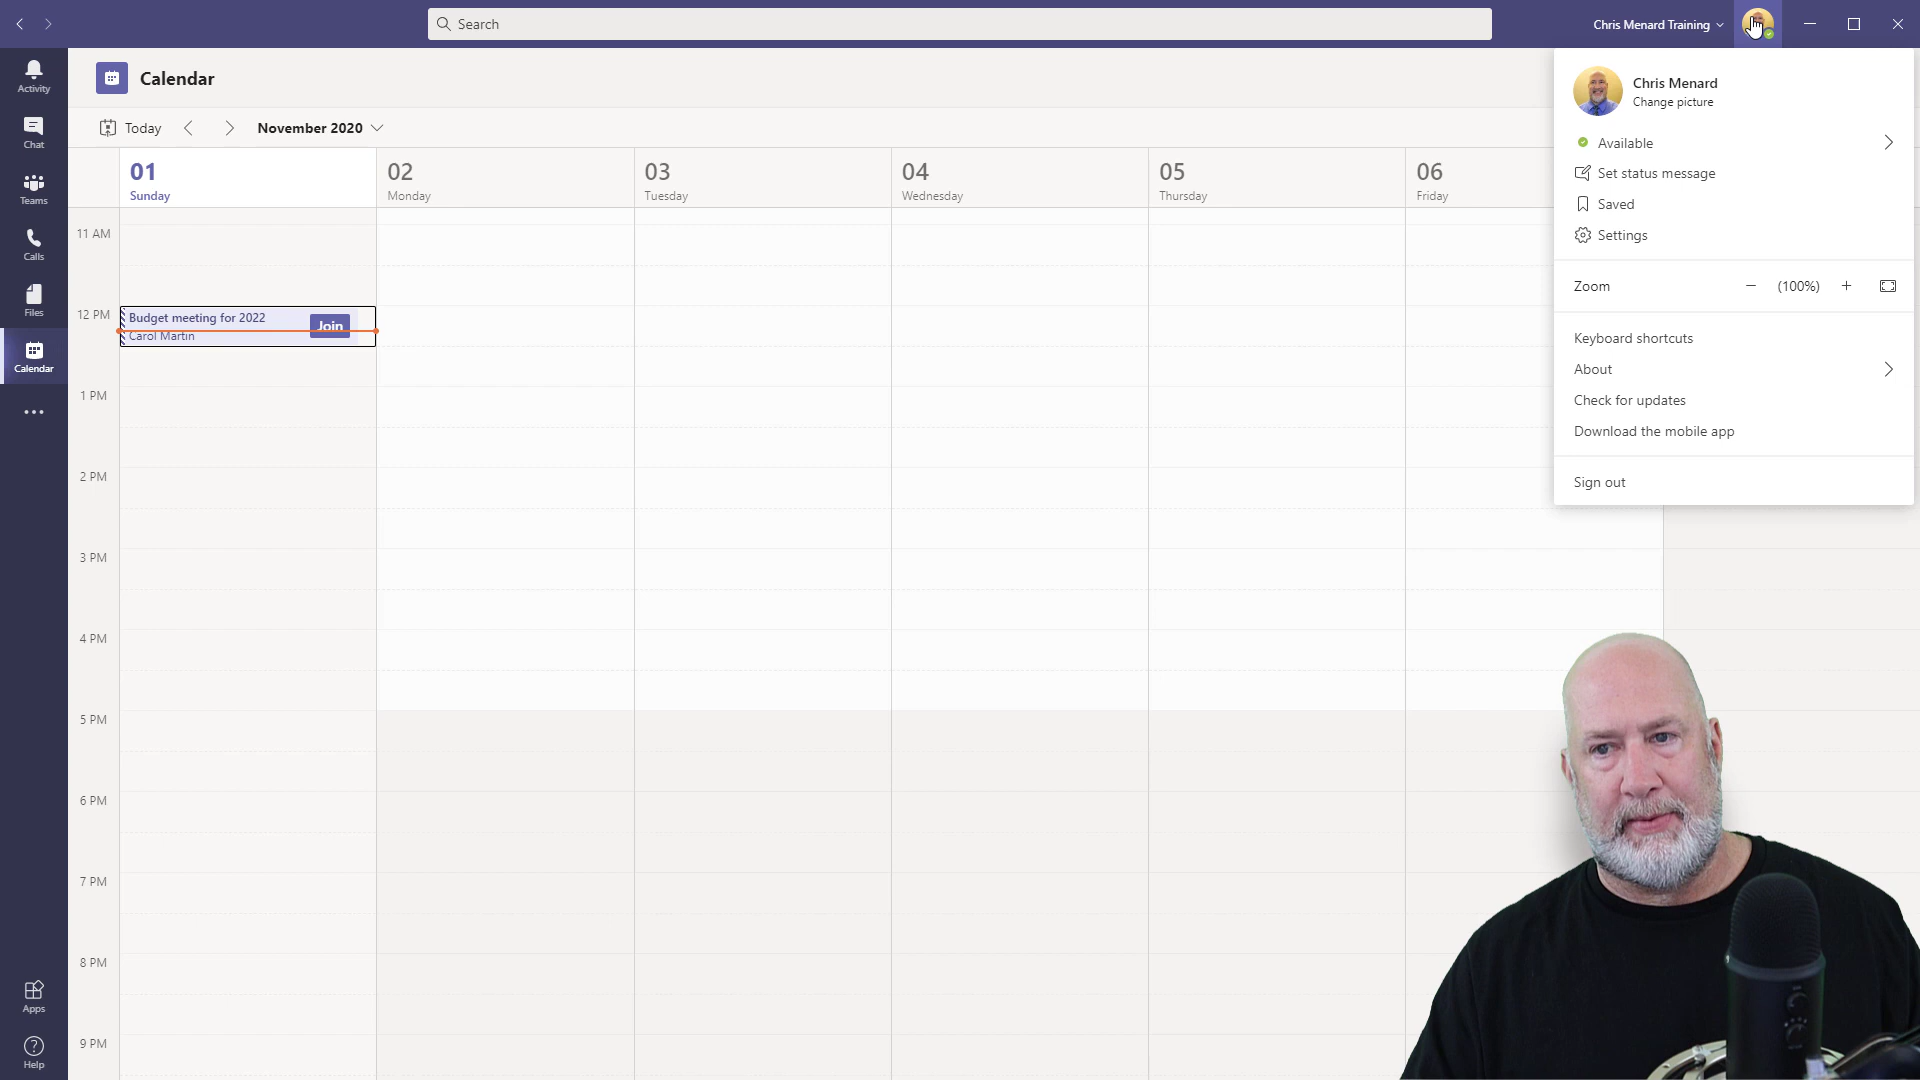 Search
Chris Menard Training
Activity
Chat
Teams
Calls
Files
Calendar
Apps
Help
Calendar
Today
November 2020
01
Sunday
02
Monday
03
Tuesday
04
Wednesday
05
Thursday
06
Friday
11 AM
12 PM
1 PM
2 PM
3 PM
4 PM
5 PM
6 PM
7 PM
8 PM
9 PM
Budget meeting for 2022
Carol Martin
Join
Chris Menard
Change picture
Available
Set status message
Saved
Settings
Zoom
(100%)
Keyboard shortcuts
About
Check for updates
Download the mobile app
Sign out